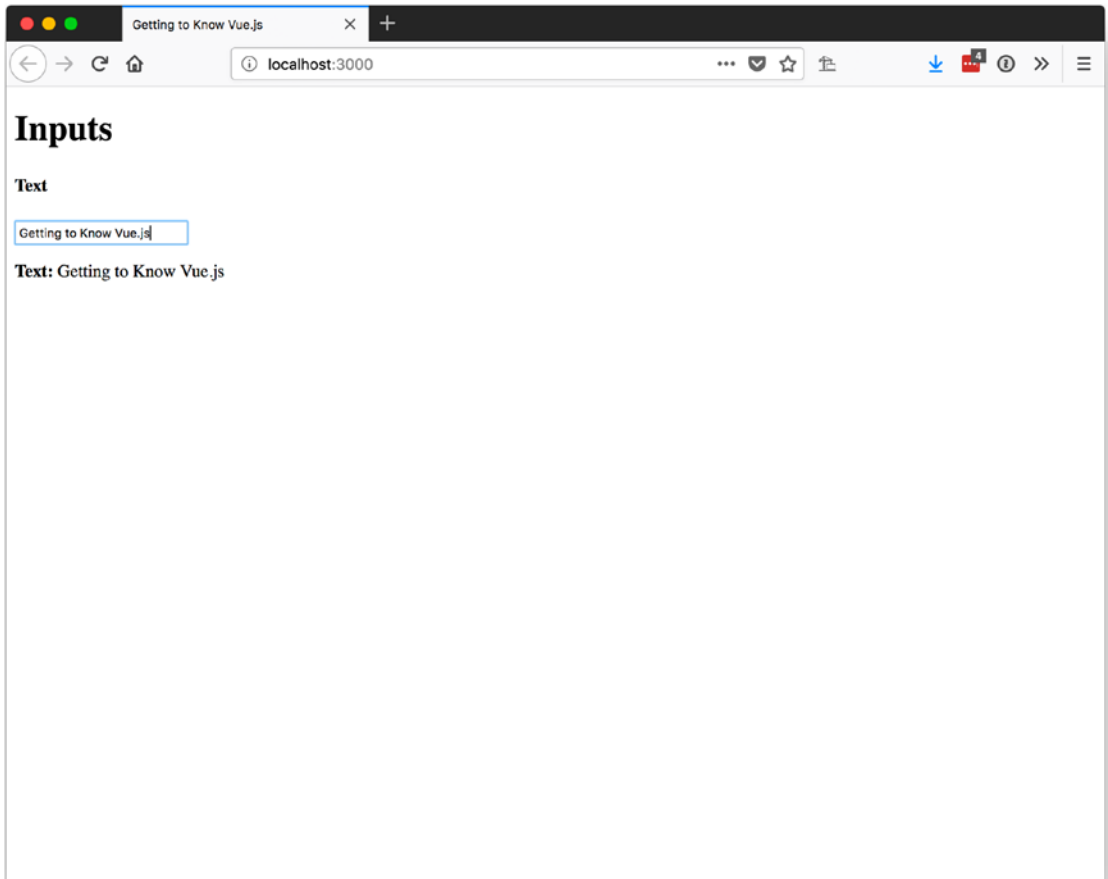 Getting to Know Vue.js
localhost:3000
4
Inputs
Text
Getting to Know Vue.js
Text: Getting to Know Vue.js